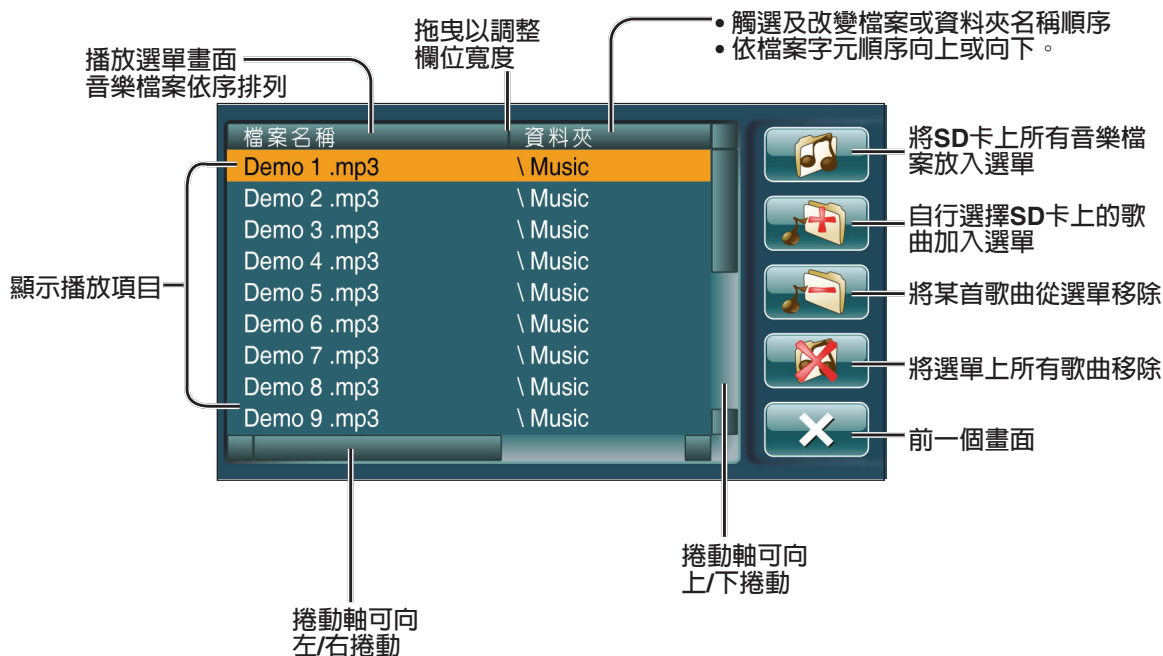 播放選單畫面
音樂檔案依序排列
拖曳以調整
欄位寬度
• 觸選及改變檔案或資料夾名稱順序
• 依檔案字元順序向上或向下。
檔案名稱 資料夾
Demo 1 .mp3 \ Music
Demo 2 .mp3 \ Music
Demo 3 .mp3 \ Music
Demo 4 .mp3 \ Music
Demo 5 .mp3 \ Music
Demo 6 .mp3 \ Music
Demo 7 .mp3 \ Music
Demo 8 .mp3 \ Music
Demo 9 .mp3 \ Music
顯示播放項目
將SD卡上所有音樂檔
案放入選單
自行選擇SD卡上的歌
曲加入選單
將某首歌曲從選單移除
將選單上所有歌曲移除
前一個畫面
捲動軸可向
上/下捲動
捲動軸可向
左/右捲動